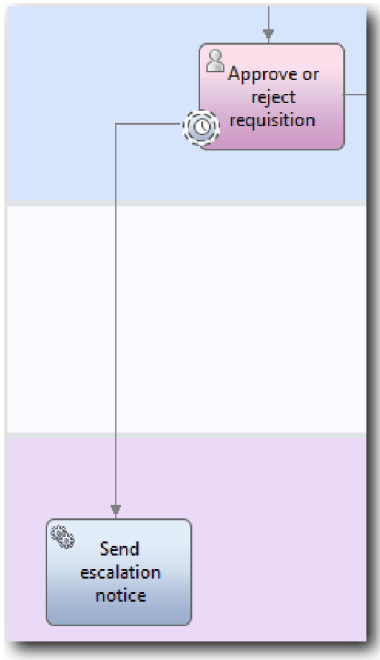 Approve or
reject
requisition
Send
escalation
notice